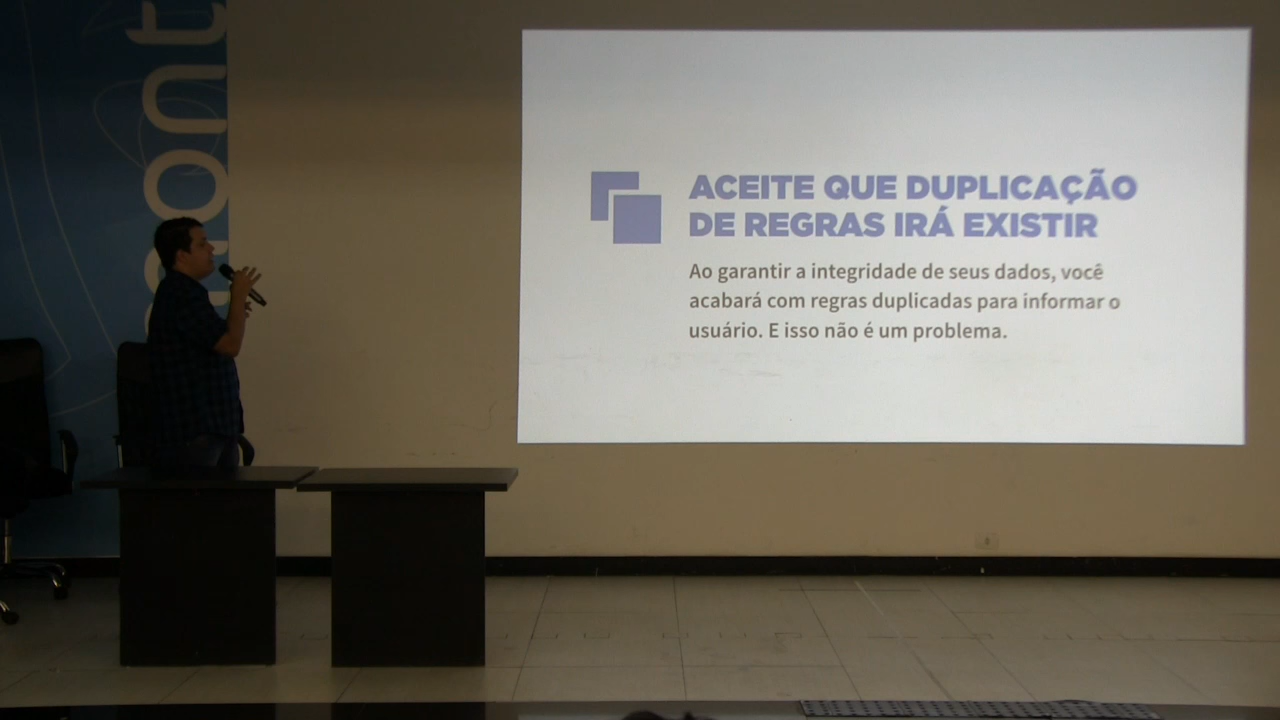 ACEITE QUE DUPLICAÇÃO
DE REGRAS IRÁ EXISTIR
Ao garantir a integridade de seus dados, você
acabará com regras duplicadas para informar o
usuário. E isso não é um problema.